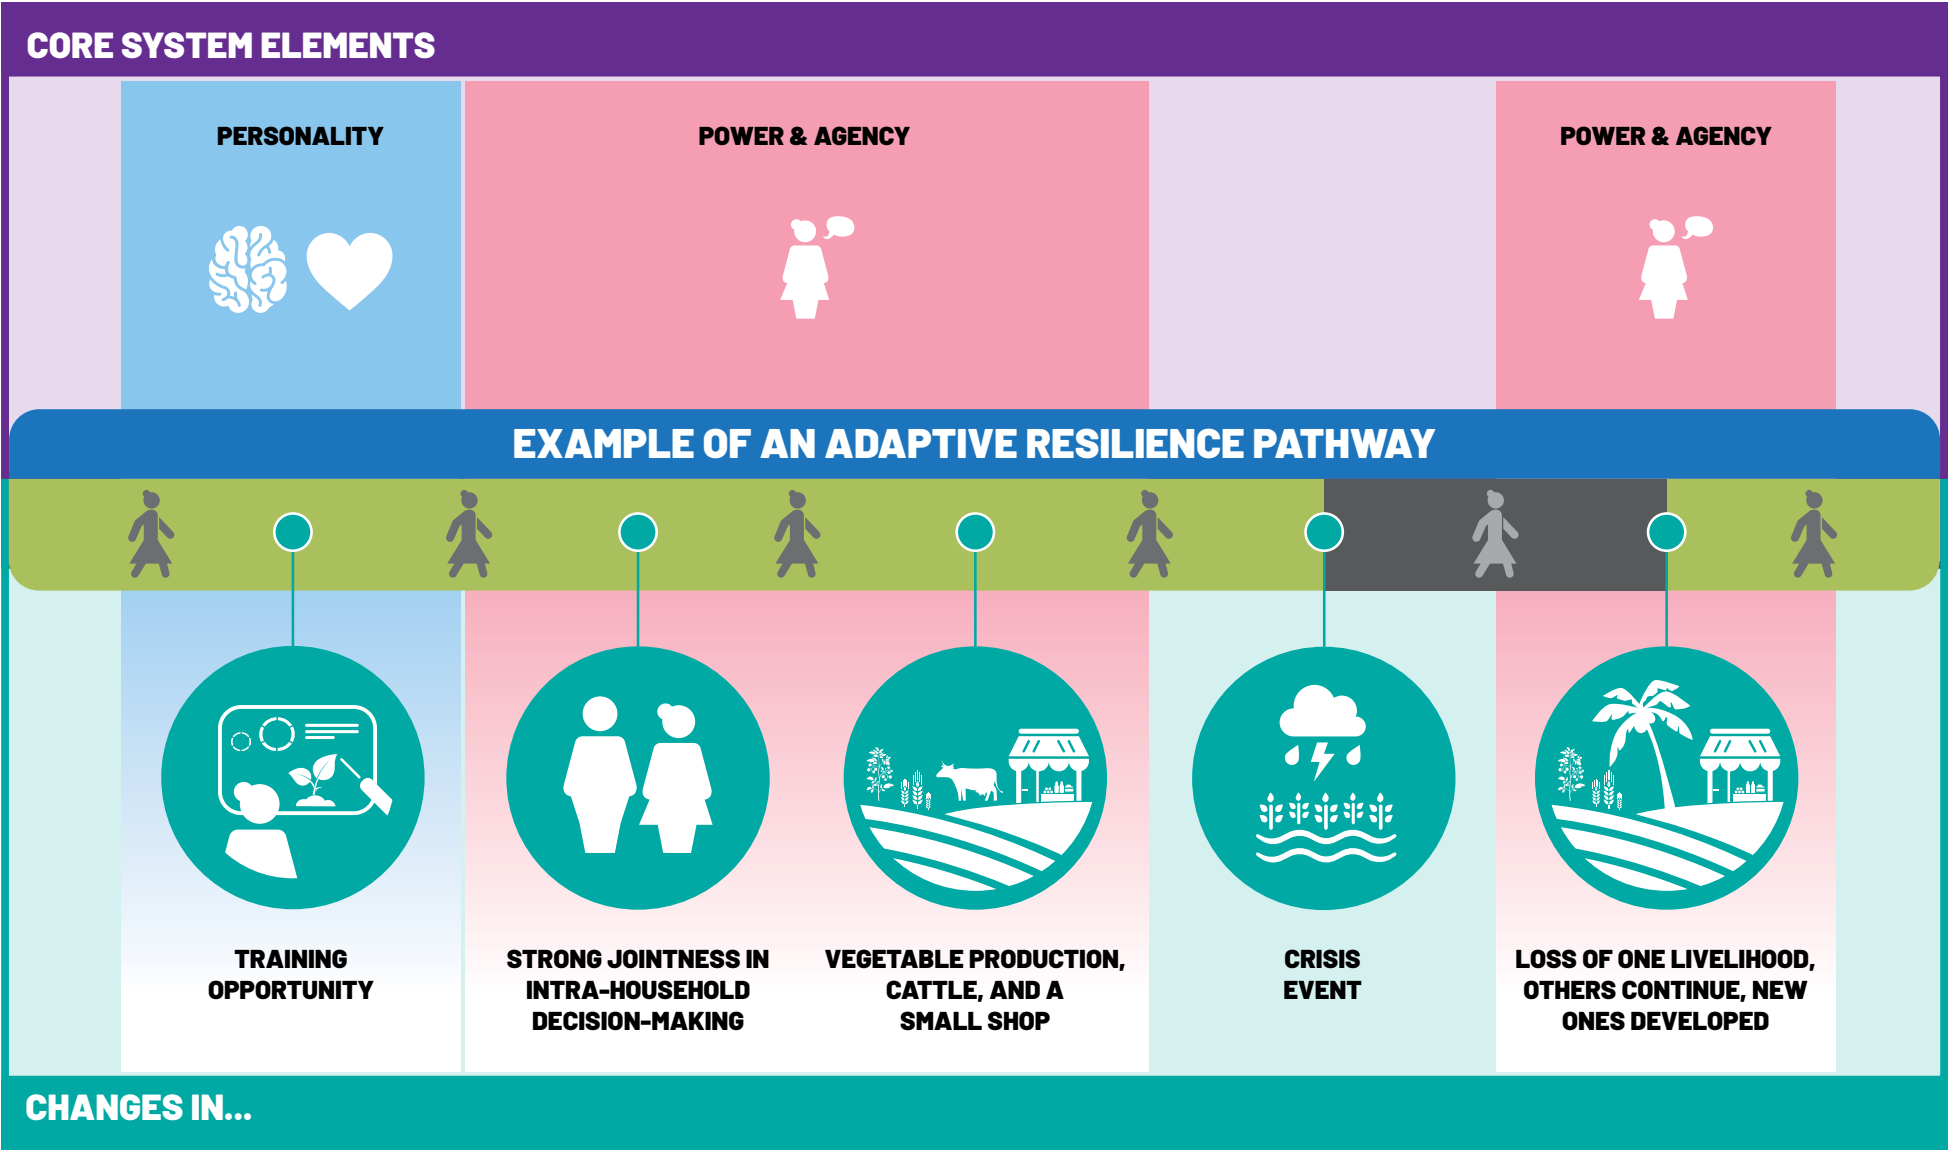 CORE SYSTEM ELEMENTS
PERSONALITY
POWER & AGENCY
POWER & AGENCY
EXAMPLE OF AN ADAPTIVE RESILIENCE PATHWAY
TRAINING
OPPORTUNITY
STRONG JOINTNESS IN
INTRA-HOUSEHOLD
DECISION-MAKING
VEGETABLE PRODUCTION,
CATTLE, AND A
SMALL SHOP
CRISIS
EVENT
LOSS OF ONE LIVELIHOOD,
OTHERS CONTINUE, NEW
ONES DEVELOPED
CHANGES IN...